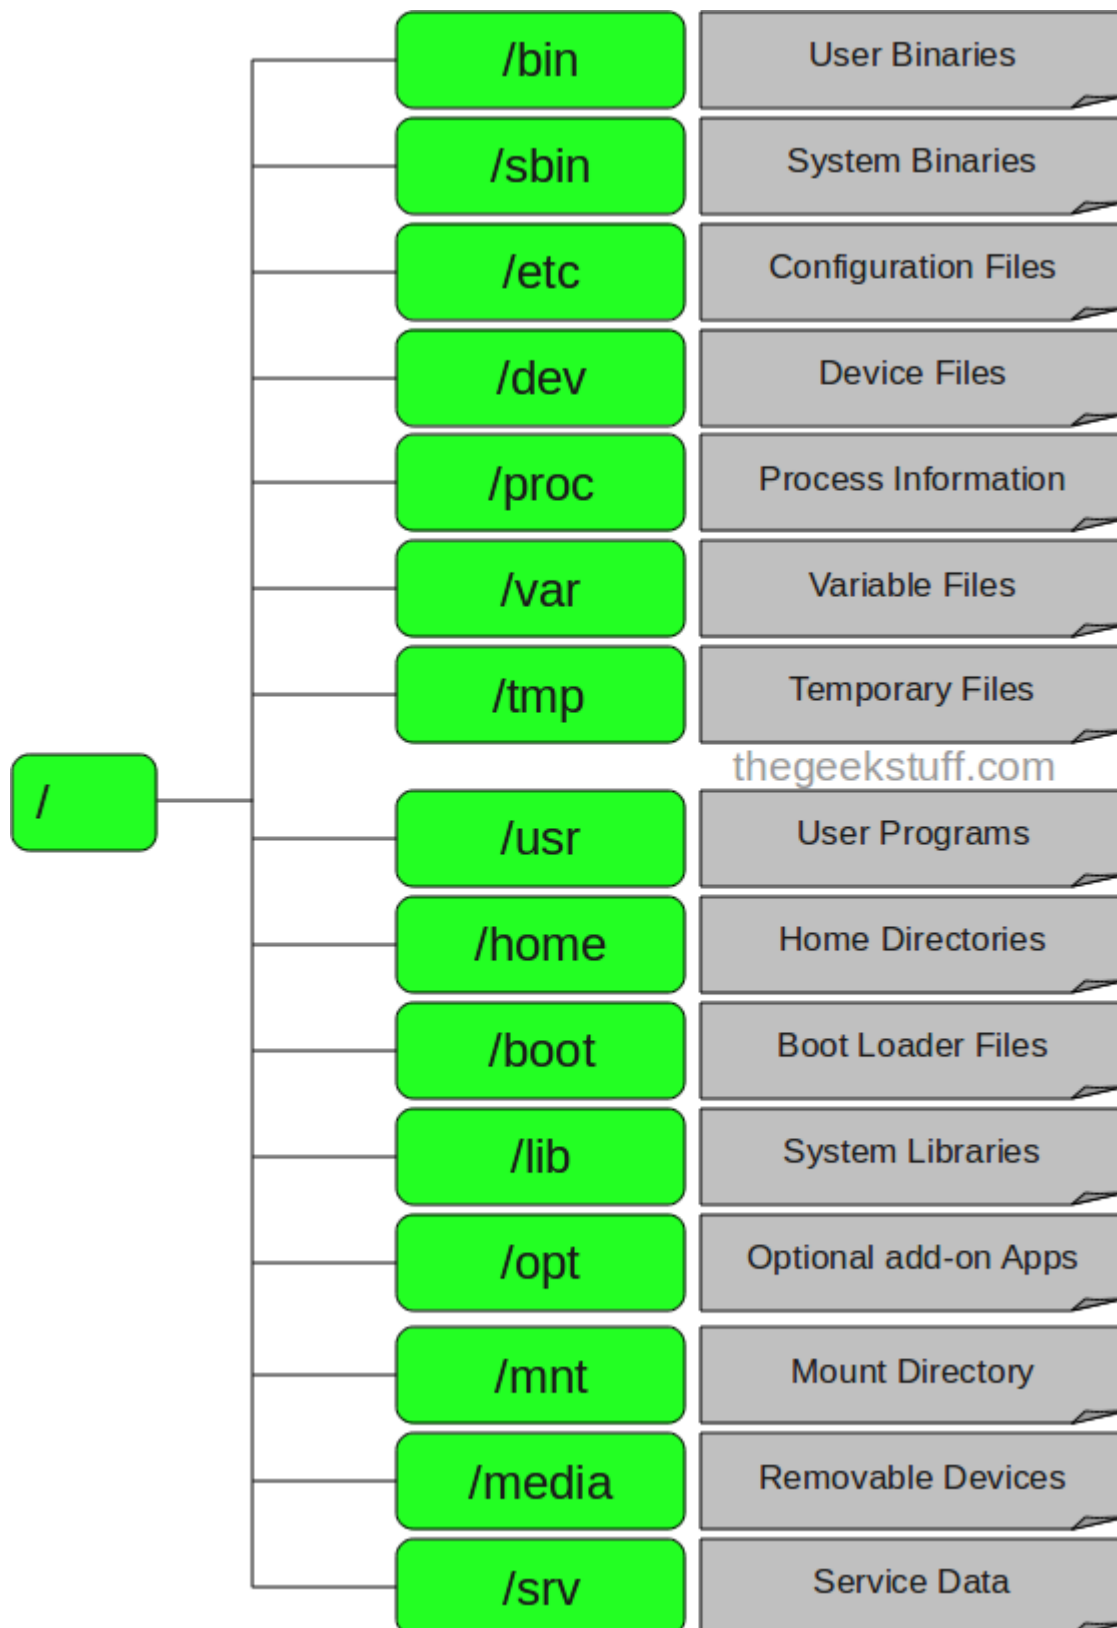 /bin User Binaries
/sbin System Binaries
/etc Configuration Files
/dev Device Files
/proc Process Information
/var Variable Files
/tmp Temporary Files
thegeekstuff.com
/
/usr User Programs
/home Home Directories
/boot Boot Loader Files
/lib System Libraries
/opt Optional add-on Apps
/mnt Mount Directory
/media Removable Devices
/srv Service Data